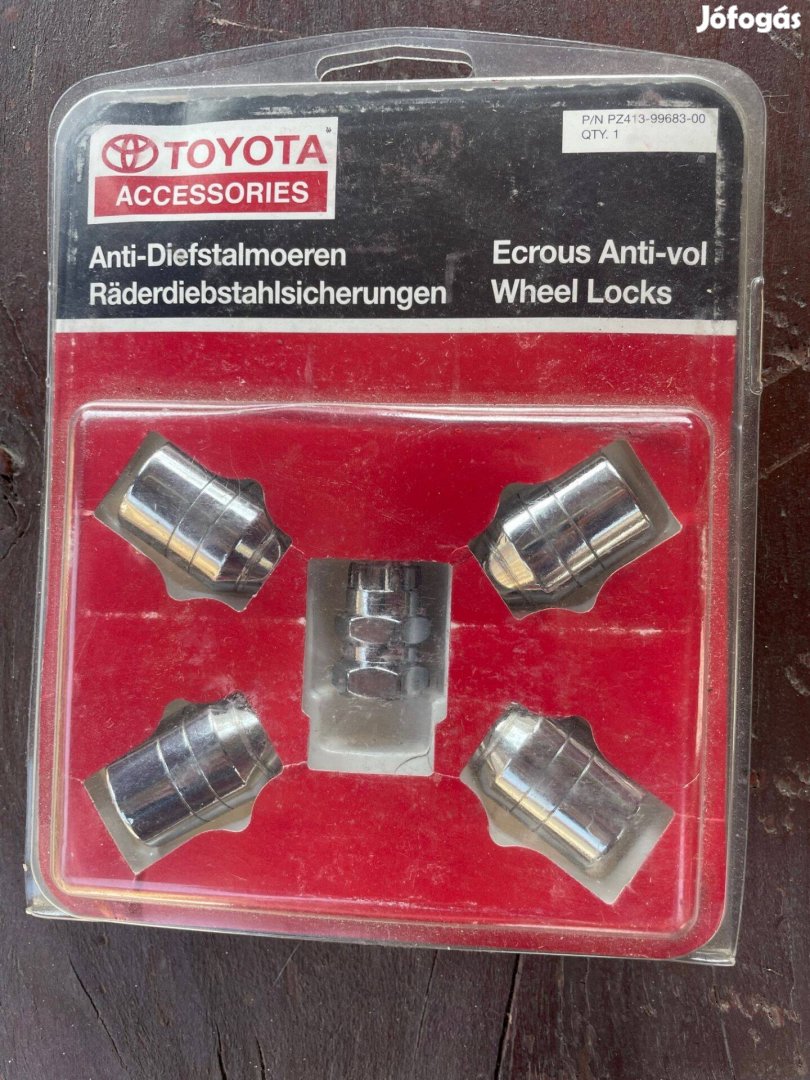 Jófogás
P/N PZ413-99683-00
QTY. 1
TOYOTA
ACCESSORIES
Anti-Diefstalmoeren
Räderdiebstahlsicherungen
Ecrous Anti-vol
Wheel Locks